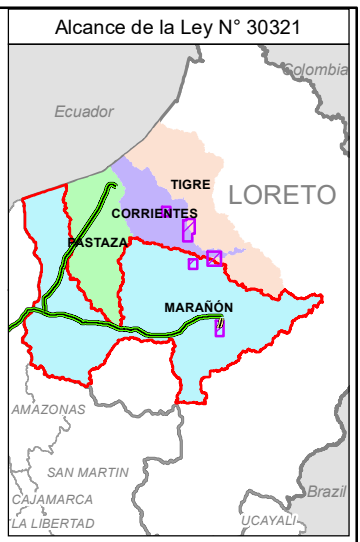 Alcance de la Ley N° 30321
Colombia
Ecuador
TIGRE
LORETO
CORRIENTES
PASTAZA
MARAÑÓN
AMAZONAS
SAN MARTIN
CAJAMARCA
Brazil
LA LIBERTAD
UCAYALI